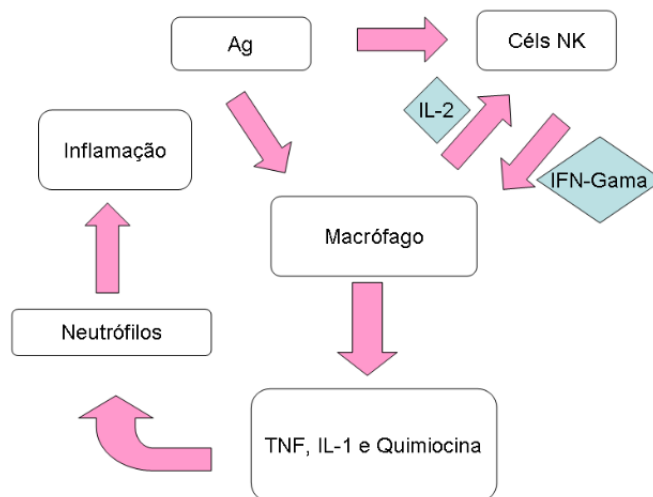 Ag
Céls NK
IL-2
Inflamação
IFN-Gama
Macrófago
Neutrófilos
TNF, IL-1 e Quimiocina